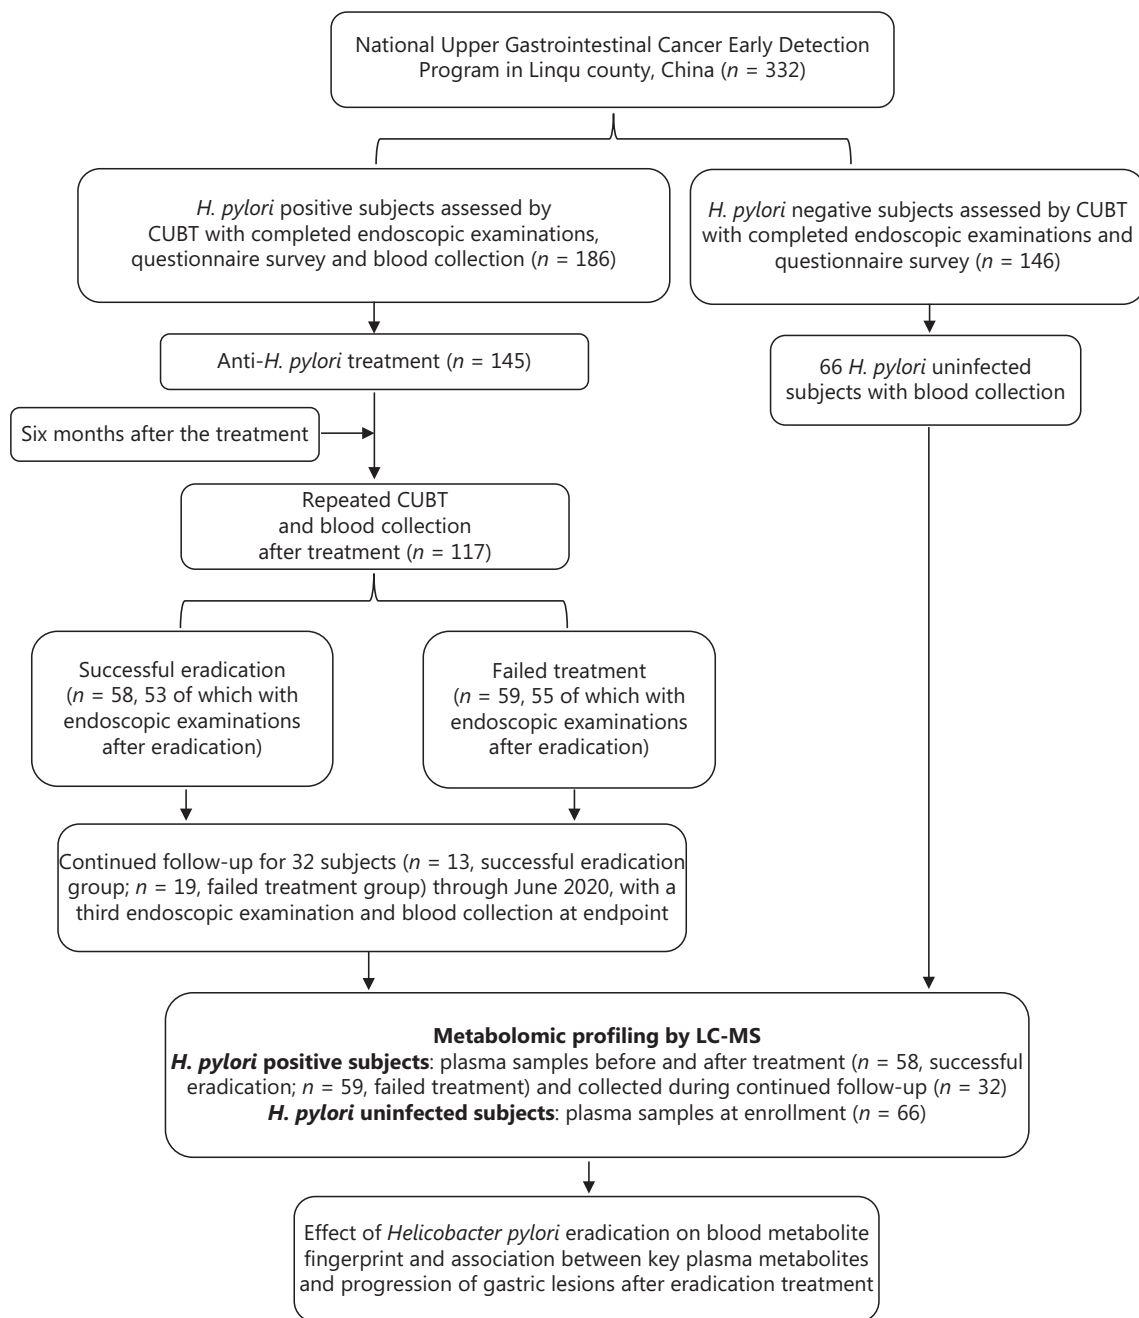 National Upper Gastrointestinal Cancer Early Detection
Program in Linqu county, China (n = 332)
H. pylori positive subjects assessed by
CUBT with completed endoscopic examinations,
questionnaire survey and blood collection (n = 186)
H. pylori negative subjects assessed by CUBT
with completed endoscopic examinations and
questionnaire survey (n = 146)
Anti-H. pylori treatment (n = 145)
66 H. pylori uninfected
subjects with blood collection
Six months after the treatment
Repeated CUBT
and blood collection
after treatment (n = 117)
Successful eradication
(n = 58, 53 of which with
endoscopic examinations
after eradication)
Failed treatment
(n = 59, 55 of which with
endoscopic examinations
after eradication)
Continued follow-up for 32 subjects (n = 13, successful eradication
group; n = 19, failed treatment group) through June 2020, with a
third endoscopic examination and blood collection at endpoint
Metabolomic profiling by LC-MS
H. pylori positive subjects: plasma samples before and after treatment (n = 58, successful
eradication; n = 59, failed treatment) and collected during continued follow-up (n = 32)
H. pylori uninfected subjects: plasma samples at enrollment (n = 66)
Effect of Helicobacter pylori eradication on blood metabolite
fingerprint and association between key plasma metabolites
and progression of gastric lesions after eradication treatment